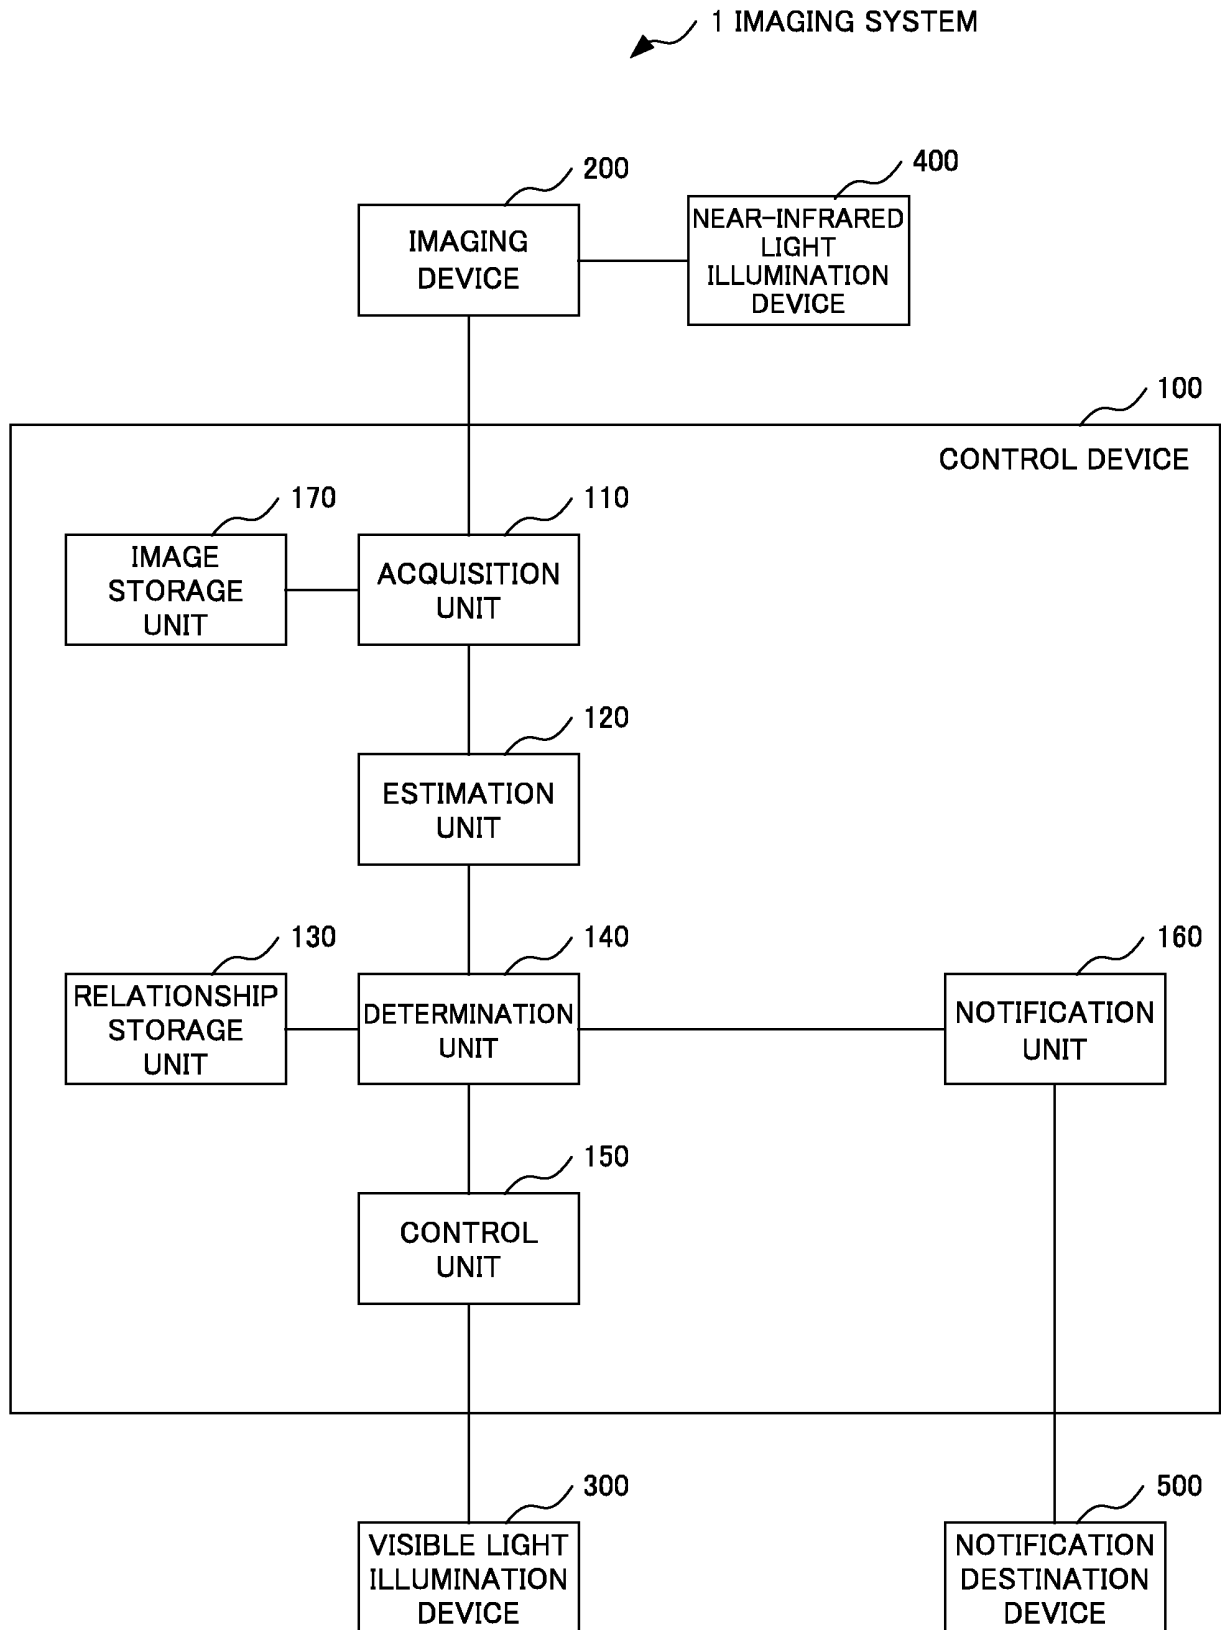 1 IMAGING SYSTEM
200
400
IMAGING
DEVICE
NEAR-INFRARED
LIGHT
ILLUMINATION
DEVICE
100
CONTROL DEVICE
170
110
IMAGE
STORAGE
UNIT
ACQUISITION
UNIT
120
ESTIMATION
UNIT
130
140
160
RELATIONSHIP
STORAGE
UNIT
DETERMINATION
UNIT
NOTIFICATION
UNIT
150
CONTROL
UNIT
300
500
VISIBLE LIGHT
ILLUMINATION
DEVICE
NOTIFICATION
DESTINATION
DEVICE